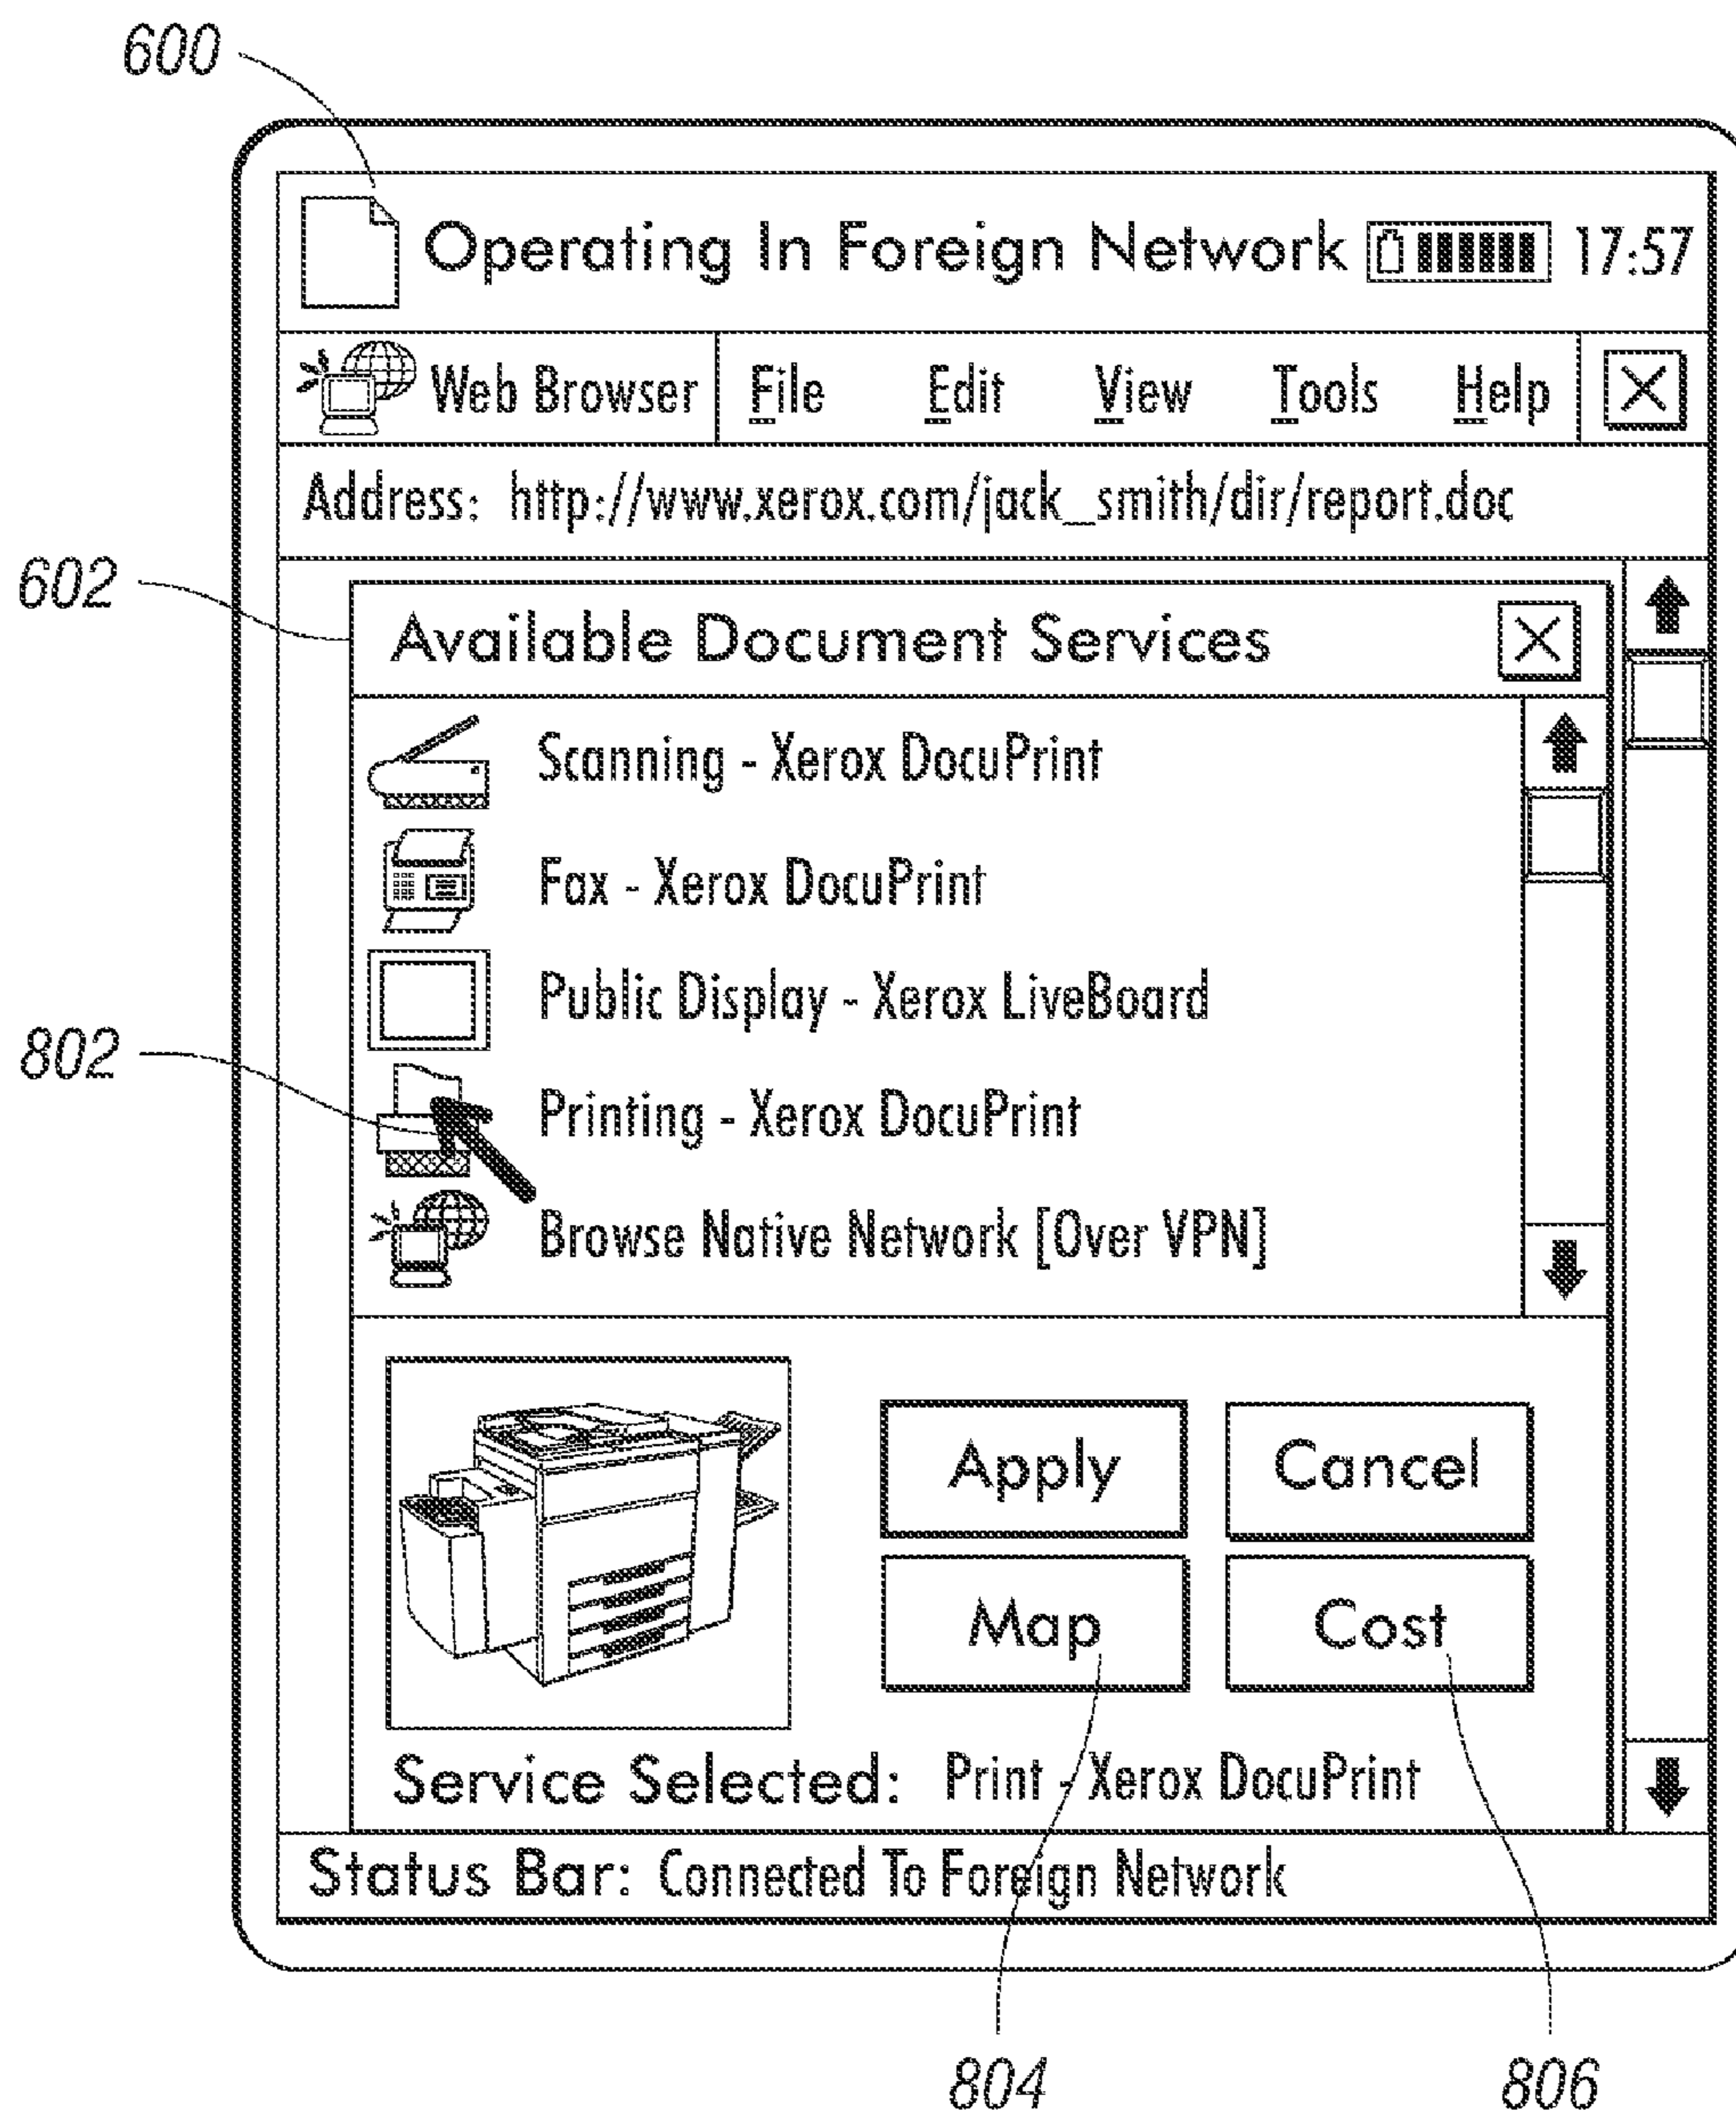 600
Operating In Foreign Network 17:57
Web Browser File Edit View Tools Help
Address: http://www.xerox.com/jack_smith/dir/report.doc
602
Available Document Services
Scanning - Xerox DocuPrint
Fax - Xerox DocuPrint
Public Display - Xerox LiveBoard
802
Printing - Xerox DocuPrint
Browse Native Network [Over VPN]
Apply Cancel
Map Cost
Service Selected: Print - Xerox DocuPrint
Status Bar: Connected To Foreign Network
804 806